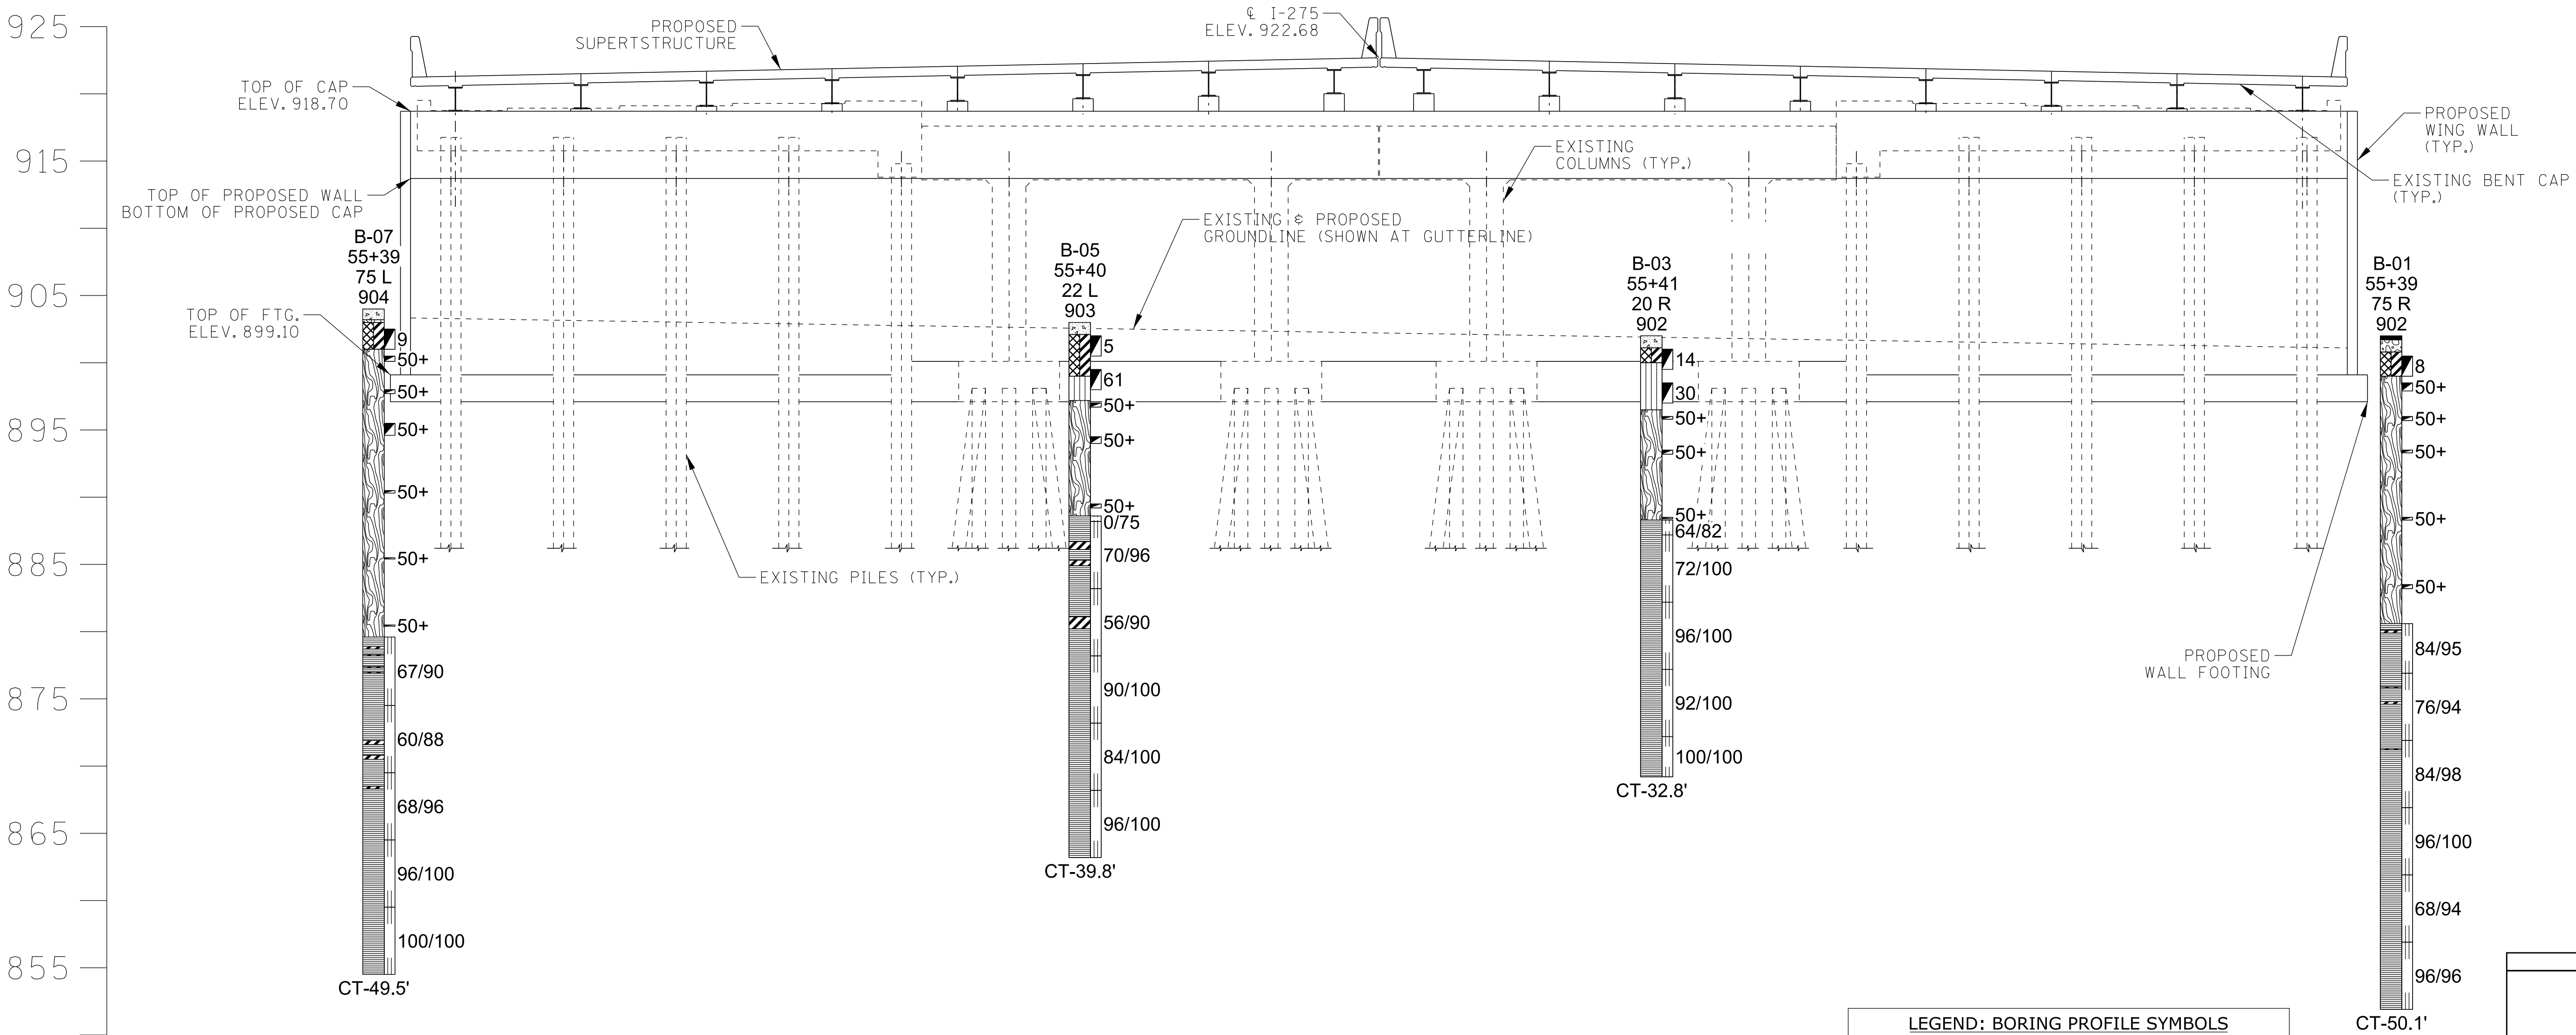 925
915
905
895
885
875
865
855
PROPOSED
SUPERTSTRUCTURE
℄ I-275
ELEV. 922.68
TOP OF CAP
ELEV. 918.70
PROPOSED
WING WALL
(TYP.)
EXISTING
COLUMNS (TYP.)
EXISTING BENT CAP
(TYP.)
TOP OF PROPOSED WALL
BOTTOM OF PROPOSED CAP
EXISTING & PROPOSED
GROUNDLINE (SHOWN AT GUTTERLINE)
TOP OF FTG.
ELEV. 899.10
EXISTING PILES (TYP.)
PROPOSED
WALL FOOTING
B-07
55+39
75 L
904
9
50+
50+
50+
50+
50+
50+
67/90
60/88
68/96
96/100
100/100
CT-49.5'
B-05
55+40
22 L
903
5
61
50+
50+
50+
0/75
70/96
56/90
90/100
84/100
96/100
CT-39.8'
B-03
55+41
20 R
902
14
30
50+
50+
50+
64/82
72/100
96/100
92/100
100/100
CT-32.8'
B-01
55+39
75 R
902
8
50+
50+
50+
50+
50+
84/95
76/94
84/98
96/100
68/94
96/96
CT-50.1'
LEGEND: BORING PROFILE SYMBOLS